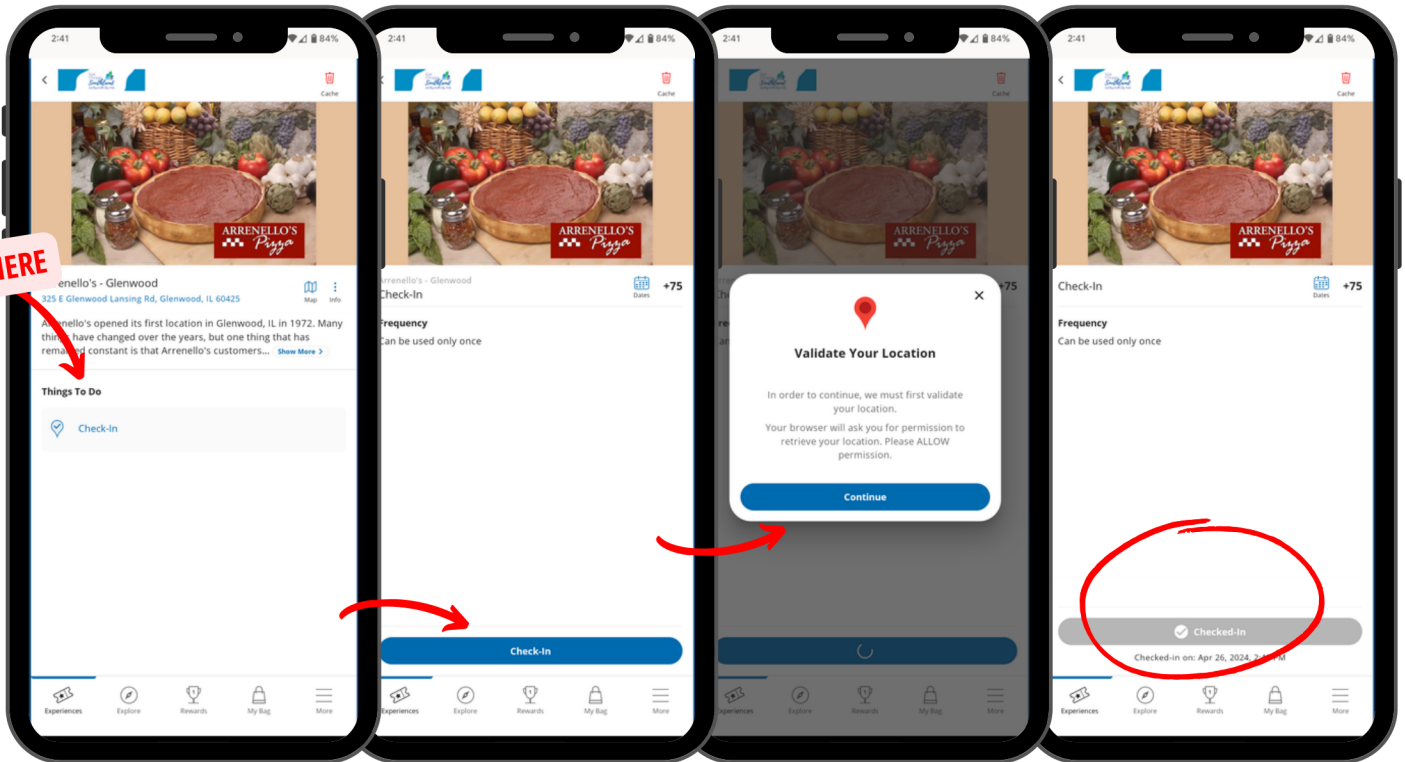 2:41
84%
Southland
Cache
ARRENELLO'S
Pizza
HERE
enello's - Glenwood
325 E Glenwood Lansing Rd, Glenwood, IL 60425
Map
Info
Arrenello's opened its first location in Glenwood, IL in 1972. Many
things have changed over the years, but one thing that has
remained constant is that Arrenello's customers... Show More >
Things To Do
Check-In
Experiences
Explore
Rewards
My Bag
More
2:41
84%
Southland
Cache
ARRENELLO'S
Pizza
rrenello's - Glenwood
Check-In
Dates
+75
Frequency
Can be used only once
Check-In
Experiences
Explore
Rewards
My Bag
More
2:41
84%
Southland
Cache
ARRENELLO'S
Pizza
+75
Validate Your Location
In order to continue, we must first validate
your location.
Your browser will ask you for permission to
retrieve your location. Please ALLOW
permission.
Continue
Experiences
Explore
Rewards
My Bag
More
2:41
84%
Southland
Cache
ARRENELLO'S
Pizza
Check-In
Dates
+75
Frequency
Can be used only once
Checked-In
Checked-in on: Apr 26, 2024, PM
Experiences
Explore
Rewards
My Bag
More